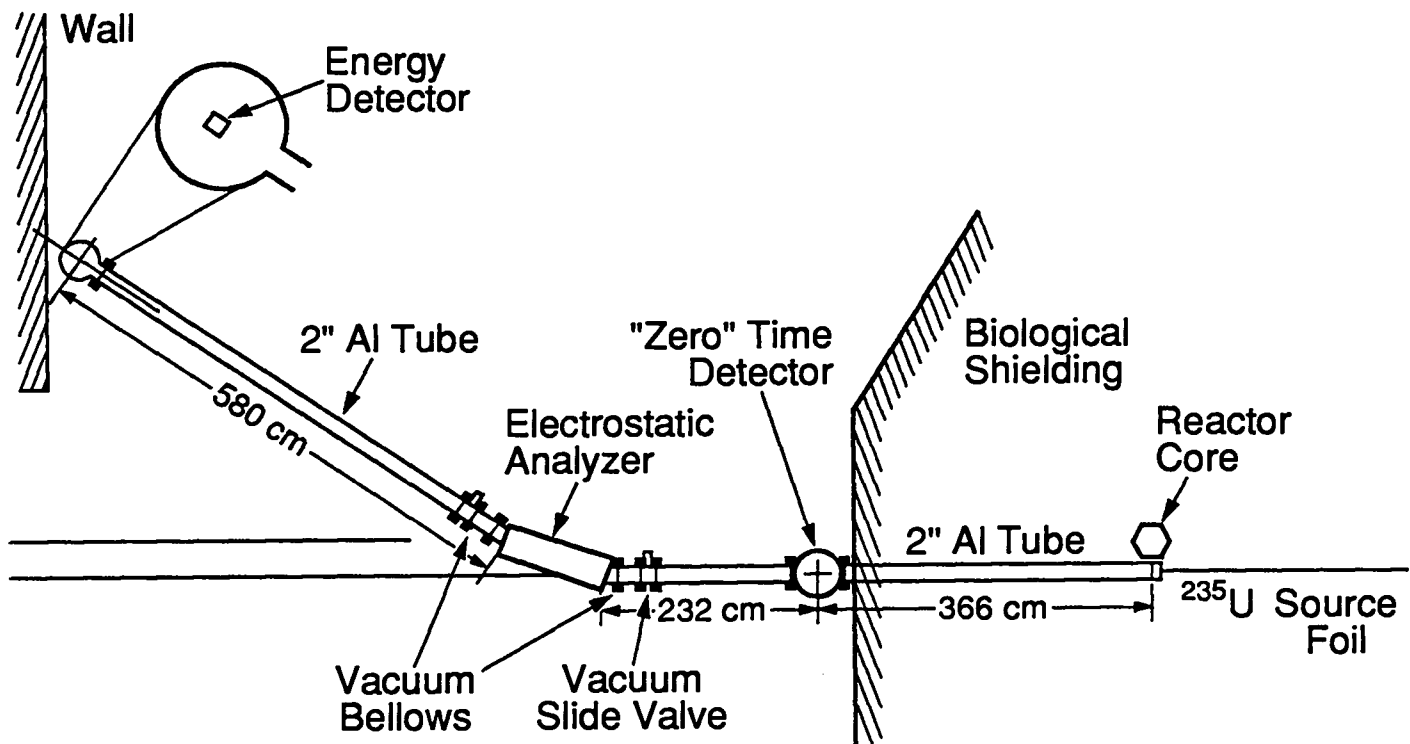 Wall
Energy
Detector
2" Al Tube
580 cm
Electrostatic
Analyzer
"Zero" Time
Detector
Biological
Shielding
Reactor
Core
2" Al Tube
232 cm
366 cm
235U Source
Foil
Vacuum
Bellows
Vacuum
Slide Valve